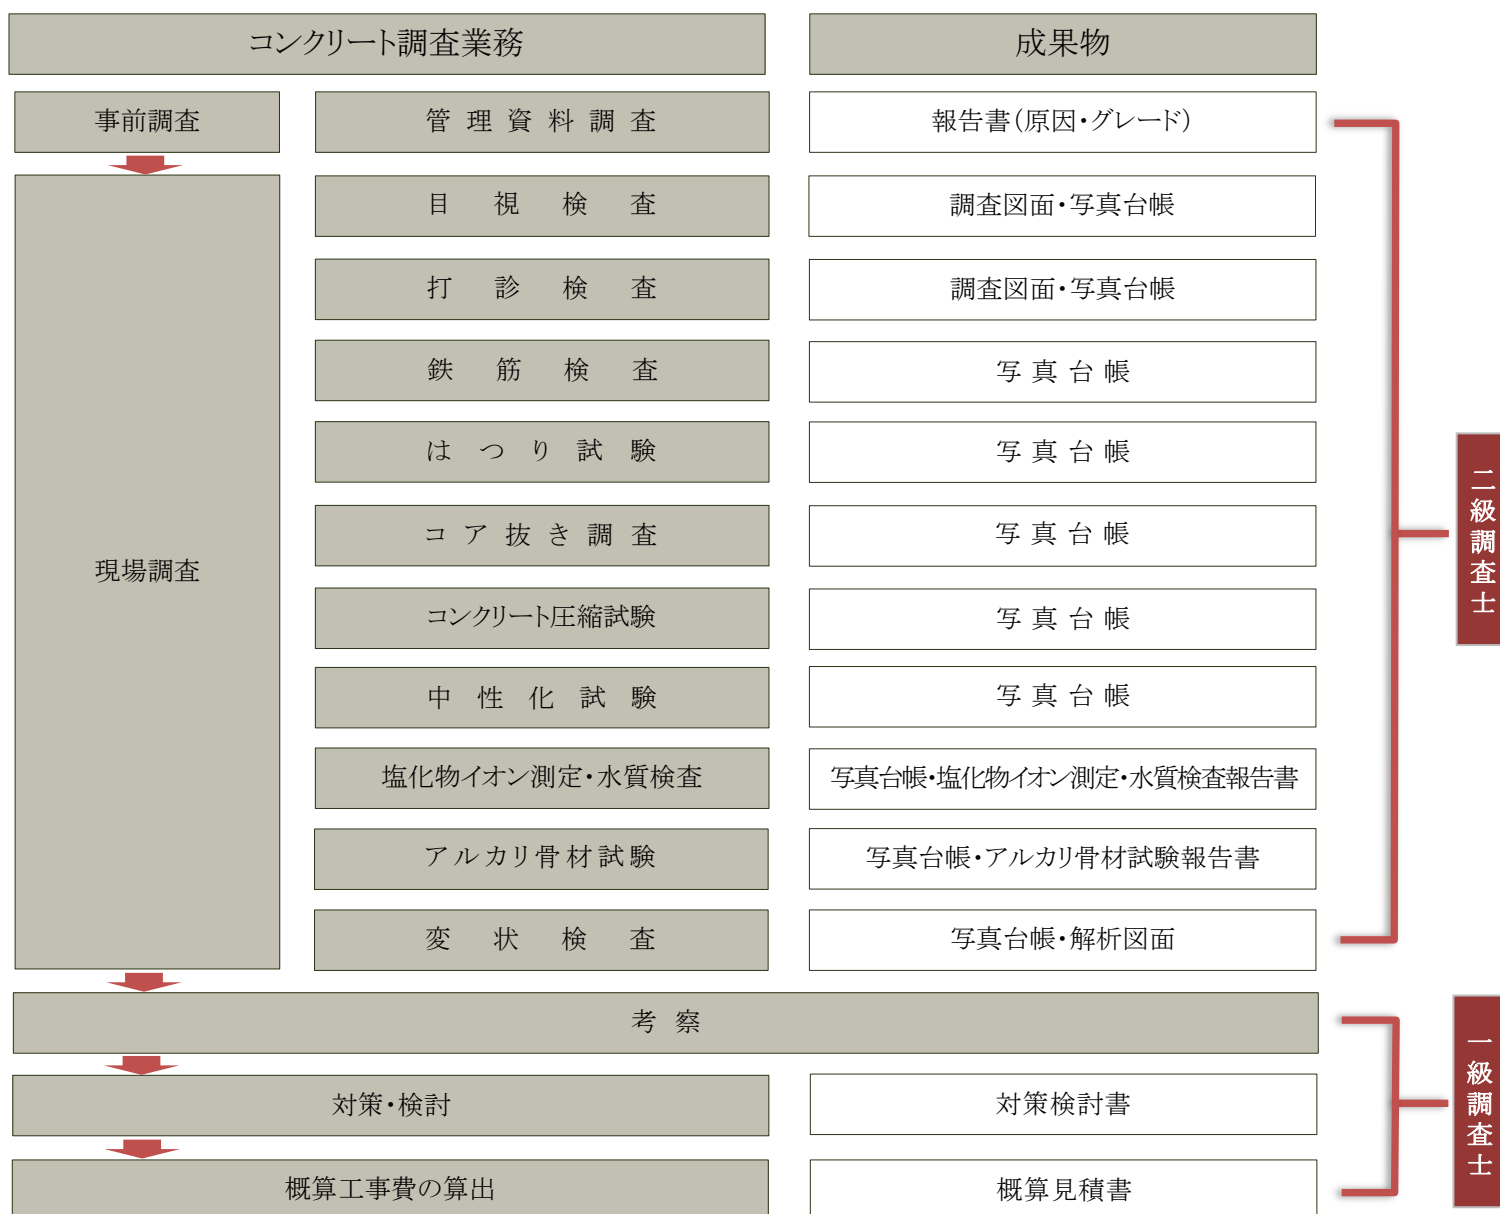 コンクリート調査業務
成果物
事前調査
管理資料調査
報告書(原因・グレード)
現場調査
目視検査
調査図面・写真台帳
打診検査
調査図面・写真台帳
鉄筋検査
写真台帳
はつり試験
写真台帳
コア抜き調査
写真台帳
コンクリート圧縮試験
写真台帳
中性化試験
写真台帳
塩化物イオン測定・水質検査
写真台帳・塩化物イオン測定・水質検査報告書
アルカリ骨材試験
写真台帳・アルカリ骨材試験報告書
変状検査
写真台帳・解析図面
二級調査士
考察
対策・検討
対策検討書
概算工事費の算出
概算見積書
一級調査士